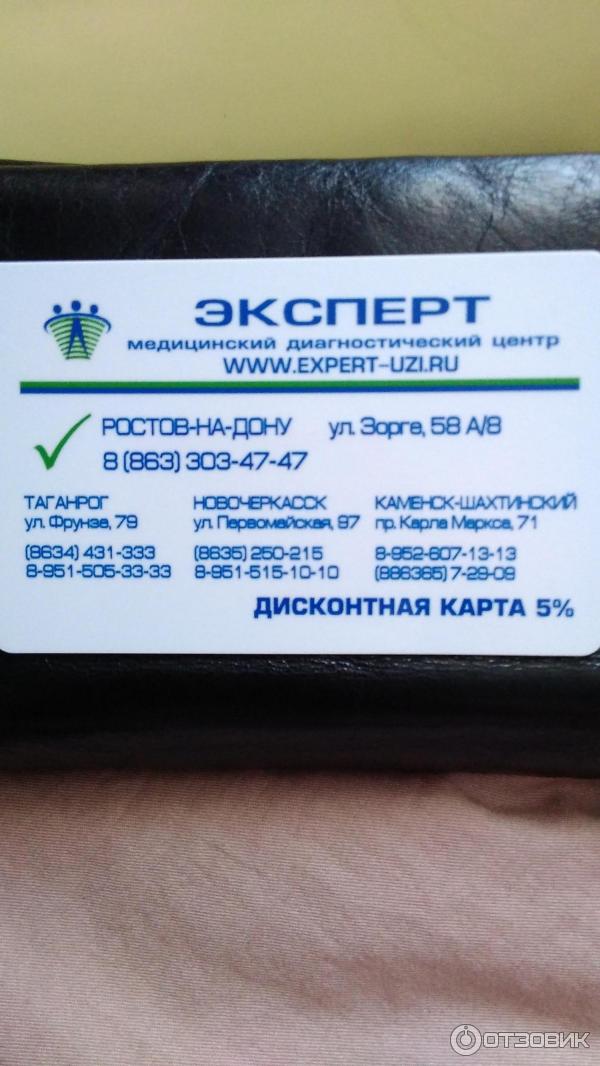 ЭКСПЕРТ
медицинский диагностический центр
WWW.EXPERT-UZI.RU
РОСТОВ-НА-ДОНУ ул. Зорге, 58 А/8
8 (863) 303-47-47
ТАГАНРОГ НОВОЧЕРКАССК КАМЕНСК-ШАХТИНСКИЙ
ул. Фрунзе, 79 ул. Первомайская, 97 пр. Карла Маркса, 71
(8634) 431-333 (8635) 250-215 8-952-607-13-13
8-951-505-33-33 8-951-515-10-10 (886365) 7-29-09
ДИСКОНТНАЯ КАРТА 5%
ОТЗОВИК